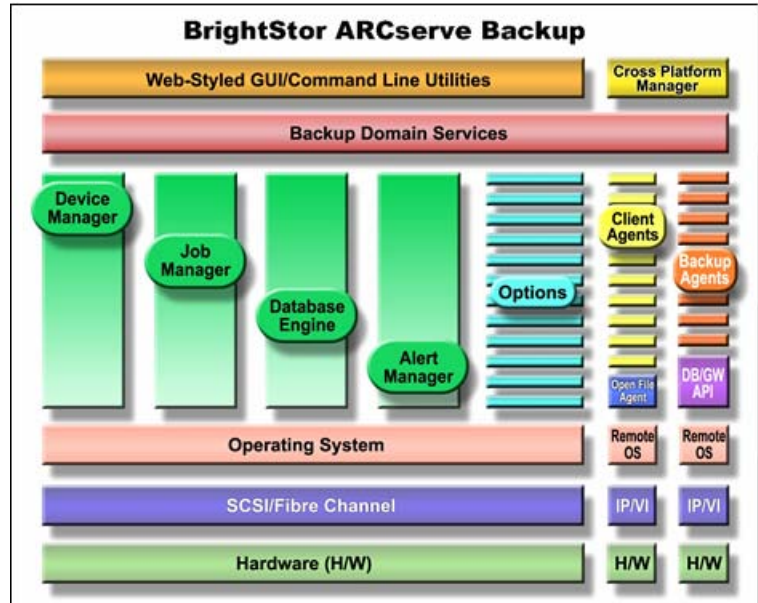 BrightStor ARCserve Backup
Web-Styled GUI/Command Line Utilities
Cross Platform
Manager
Backup Domain Services
Device
Manager
Job
Manager
Database
Engine
Alert
Manager
Options
Client
Agents
Backup
Agents
Open File
Agent
DB/GW
API
Operating System
Remote
OS
Remote
OS
SCSI/Fibre Channel
IP/VI
IP/VI
Hardware (H/W)
H/W
H/W